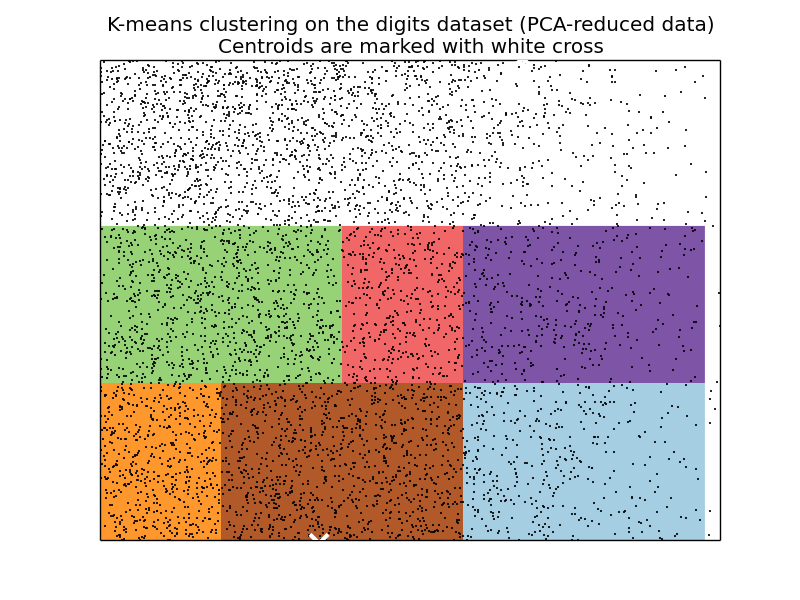 K-means clustering on the digits dataset (PCA-reduced data)
Centroids are marked with white cross